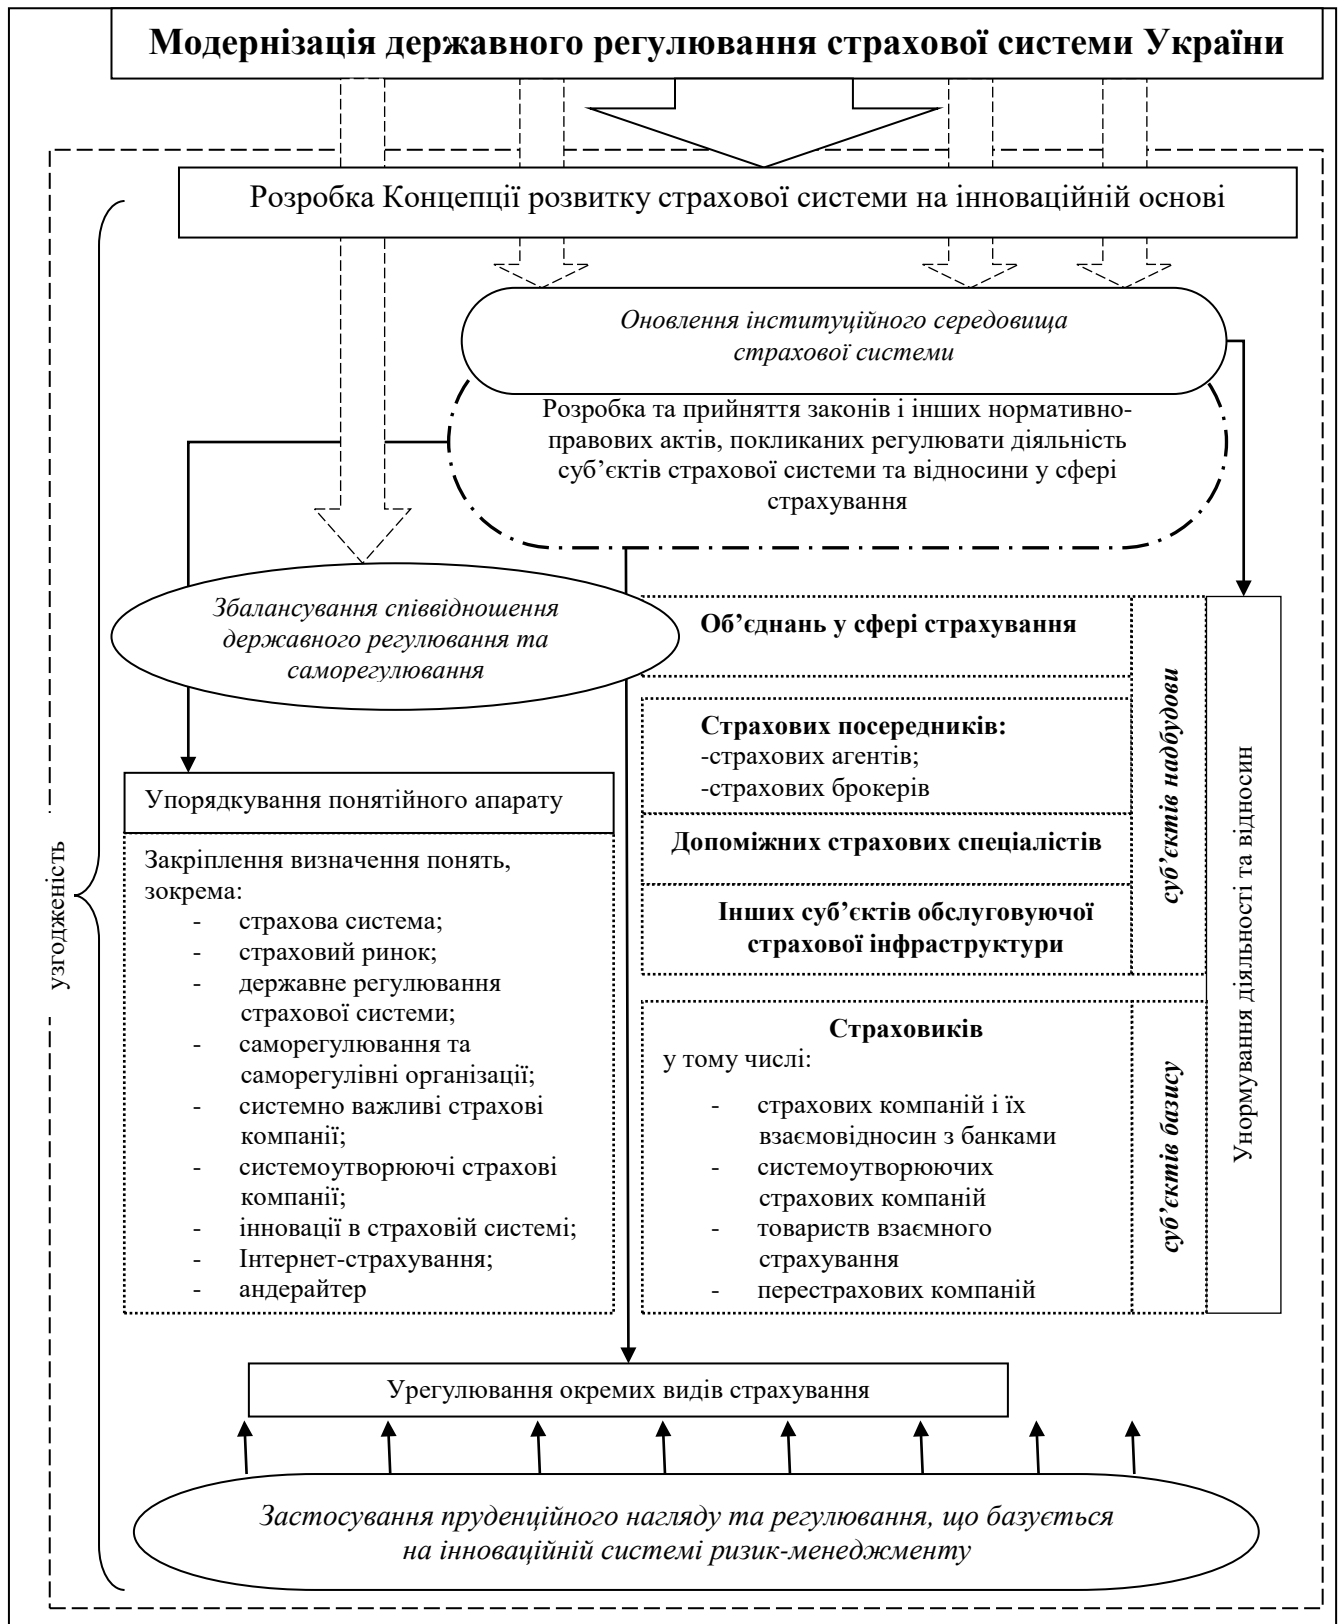 Модернізація державного регулювання страхової системи України
Розробка Концепції розвитку страхової системи на інноваційній основі
Оновлення інституційного середовища
страхової системи
Розробка та прийняття законів і інших нормативно-
правових актів, покликаних регулювати діяльність
суб’єктів страхової системи та відносини у сфері
страхування
Збалансування співвідношення
державного регулювання та
саморегулювання
Упорядкування понятійного апарату
Закріплення визначення понять,
зокрема:
- страхова система;
- страховий ринок;
- державне регулювання
страхової системи;
- саморегулювання та
саморегулівні організації;
- системно важливі страхові
компанії;
- системоутворюючі страхові
компанії;
- інновації в страховій системі;
- Інтернет-страхування;
- андерайтер
Об’єднань у сфері страхування
Страхових посередників:
-страхових агентів;
-страхових брокерів
Допоміжних страхових спеціалістів
Інших суб’єктів обслуговуючої
страхової інфраструктури
суб’єктів надбудови
Страховиків
у тому числі:
- страхових компаній і їх
взаємовідносин з банками
- системоутворюючих
страхових компаній
- товариств взаємного
страхування
- перестрахових компаній
суб’єктів базису
Унормування діяльності та відносин
узгодженість
Урегулювання окремих видів страхування
Застосування пруденційного нагляду та регулювання, що базується
на інноваційній системі ризик-менеджменту